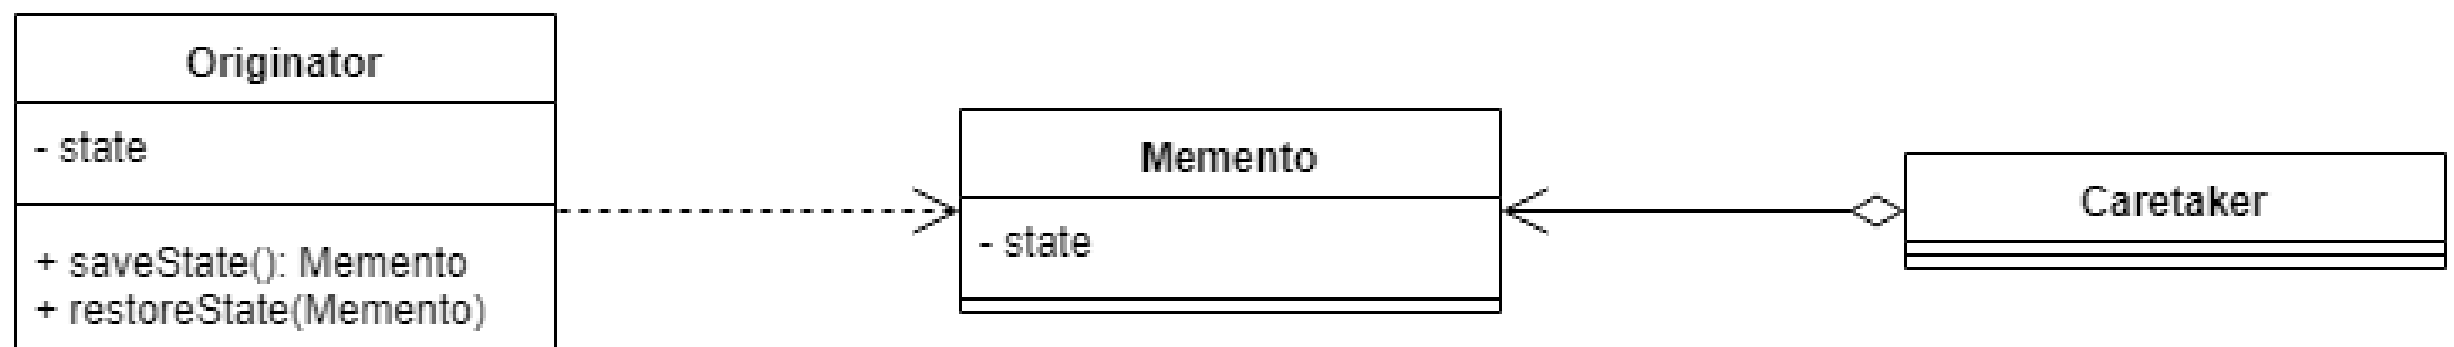 Originator
- state
+ saveState(): Memento
+ restoreState(Memento)
Memento
- state
Caretaker